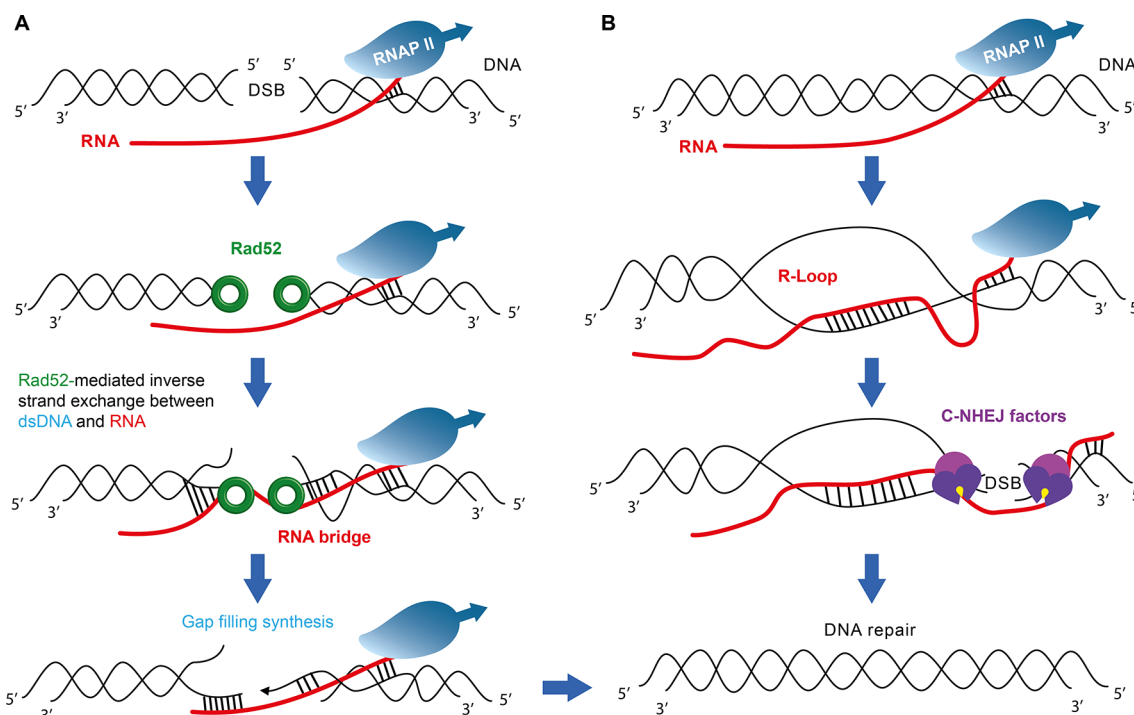 A
RNAP II
5′ 5′
DSB
DNA
5′
3′
3′
5′
RNA
Rad52
5′
3′
3′
5′
Rad52-mediated inverse
strand exchange between
dsDNA and RNA
5′
3′
3′
5′
RNA bridge
Gap filling synthesis
5′
3′
3′
5′
B
RNAP II
DNA
5′
3′
3′
5′
RNA
R-Loop
5′
3′
3′
5′
C-NHEJ factors
DSB
5′
3′
3′
5′
DNA repair
5′
3′
3′
5′